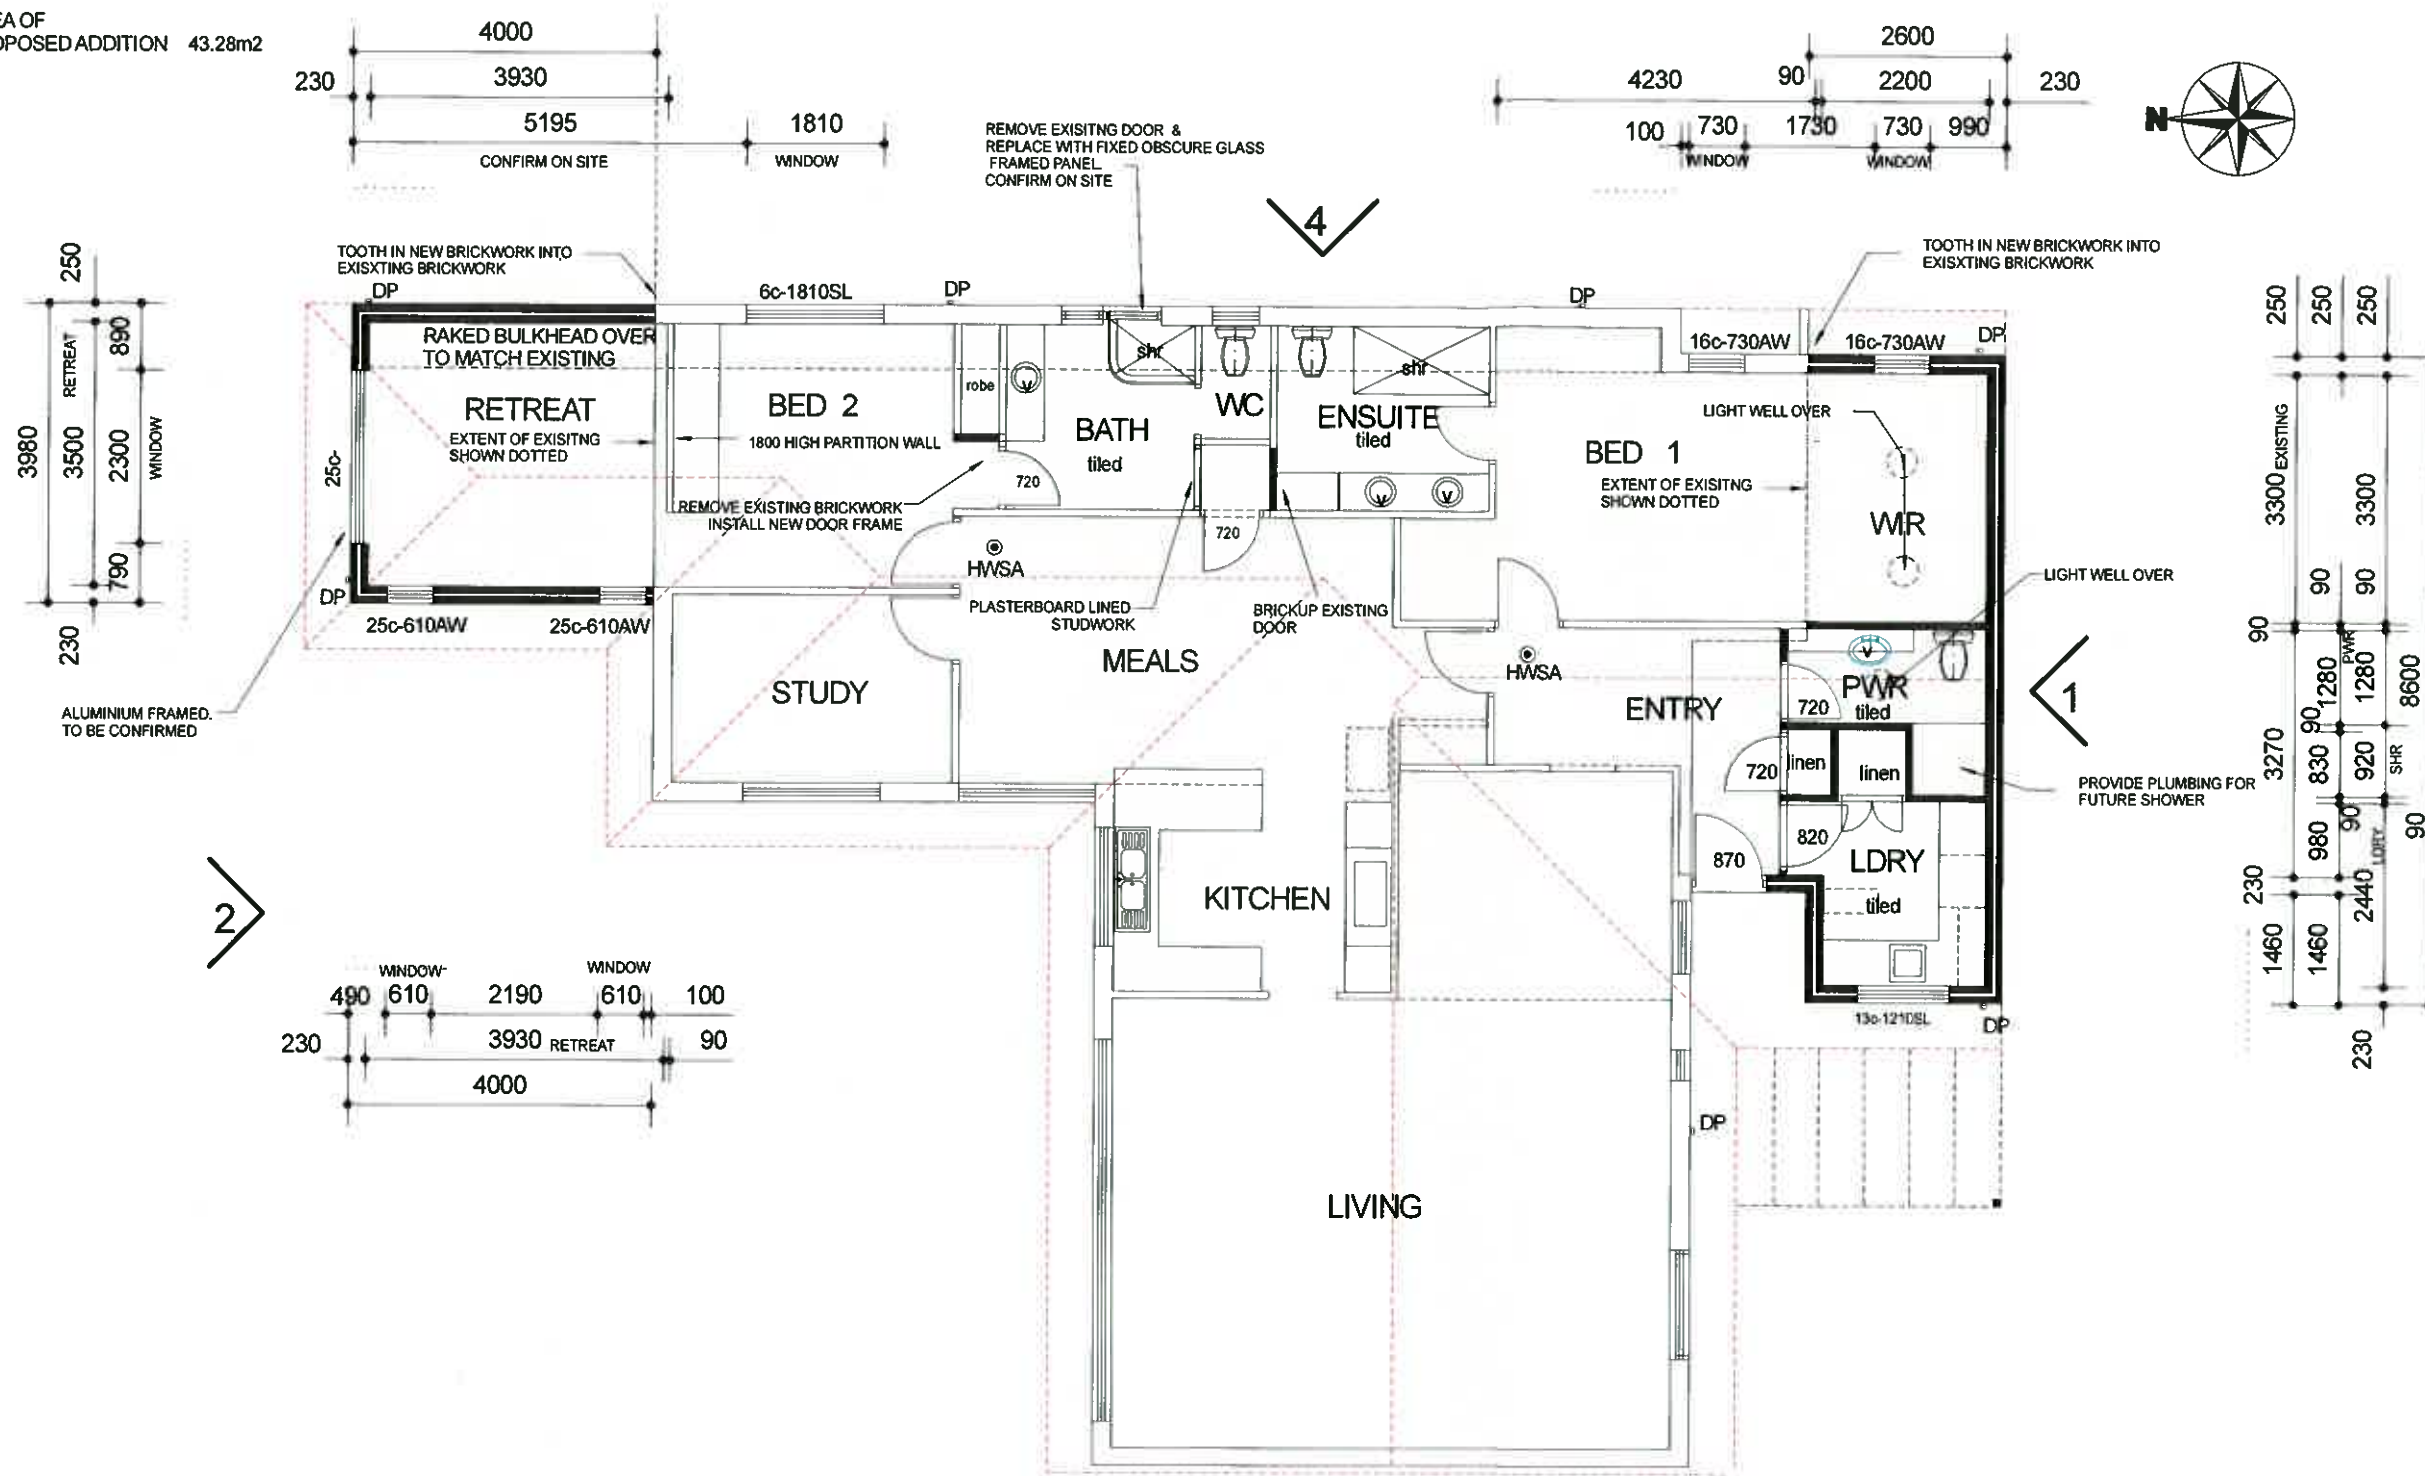 EA OF
OPOSED ADDITION 43.28m2
4000
230 3930
5195 1810
CONFIRM ON SITE WINDOW
REMOVE EXISITNG DOOR &
REPLACE WITH FIXED OBSCURE GLASS
FRAMED PANEL
CONFIRM ON SITE
2600
4230 90 2200 230
100 730 1730 730 990
WINDOW WINDOW
N
4
TOOTH IN NEW BRICKWORK INTO
EXISXTING BRICKWORK
TOOTH IN NEW BRICKWORK INTO
EXISXTING BRICKWORK
DP
6c-1810SL
DP
DP
16c-730AW
16c-730AW
DP
250
RETREAT
890
3980
3500
2300
WINDOW
790
230
RAKED BULKHEAD OVER
TO MATCH EXISTING
RETREAT
EXTENT OF EXISITNG
SHOWN DOTTED
25c-
BED 2
1800 HIGH PARTITION WALL
robe
v
shr
BATH
tiled
WC
shr
ENSUITE
tiled
BED 1
EXTENT OF EXISITNG
SHOWN DOTTED
LIGHT WELL OVER
WIR
720
REMOVE EXISTING BRICKWORK
INSTALL NEW DOOR FRAME
v
v
720
HWSA
PLASTERBOARD LINED
STUDWORK
BRICKUP EXISTING
DOOR
LIGHT WELL OVER
DP
25c-610AW
25c-610AW
ALUMINIUM FRAMED.
TO BE CONFIRMED
STUDY
MEALS
HWSA
ENTRY
v
PWR
tiled
720
1
720
linen
linen
PROVIDE PLUMBING FOR
FUTURE SHOWER
820
870
LDRY
tiled
13c-1210SL
DP
KITCHEN
2
WINDOW- WINDOW
490 610 2190 610 100
230 3930 RETREAT 90
4000
LIVING
DP
250
250
250
3300 EXISTING
3300
90
90
90
PWR
1280
1280
8600
90
3270
830
920
SHR
90
90
980
LDRY
230
2440
1460
1460
230